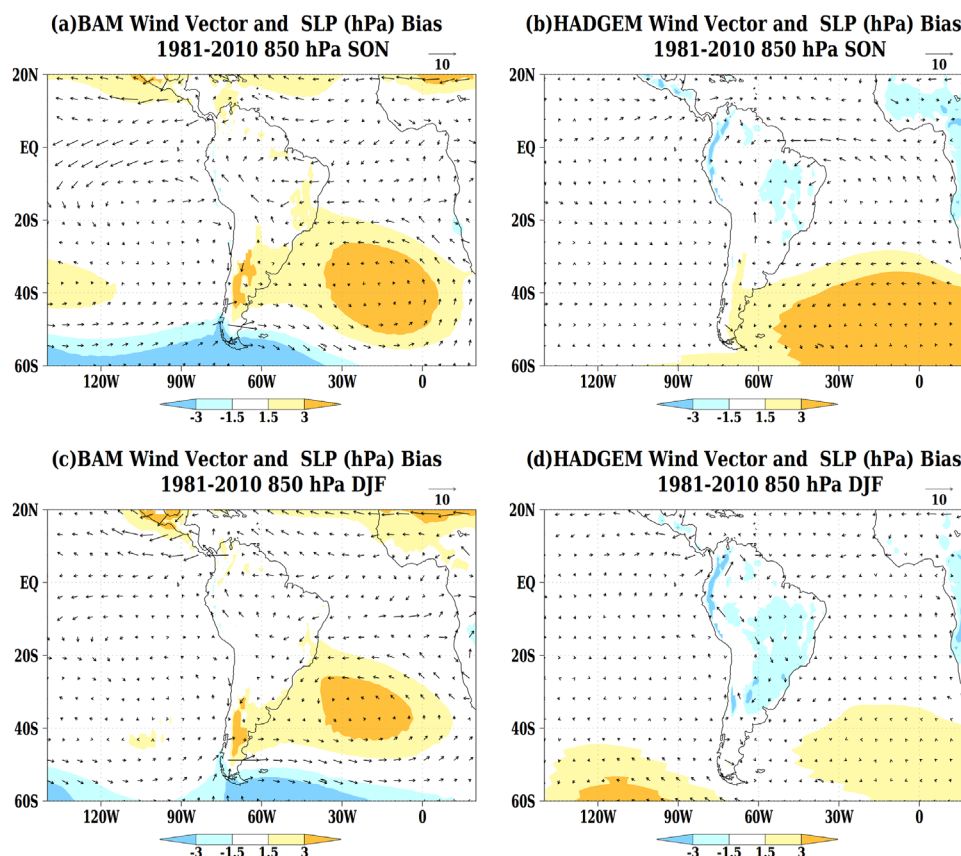 (a)BAM Wind Vector and SLP (hPa) Bias
1981-2010 850 hPa SON
10
20N
EQ
20S
40S
60S
120W 90W 60W 30W 0
-3 -1.5 1.5 3
(b)HADGEM Wind Vector and SLP (hPa) Bias
1981-2010 850 hPa SON
10
20N
EQ
20S
40S
60S
120W 90W 60W 30W 0
-3 -1.5 1.5 3
(c)BAM Wind Vector and SLP (hPa) Bias
1981-2010 850 hPa DJF
10
20N
EQ
20S
40S
60S
120W 90W 60W 30W 0
-3 -1.5 1.5 3
(d)HADGEM Wind Vector and SLP (hPa) Bias
1981-2010 850 hPa DJF
10
20N
EQ
20S
40S
60S
120W 90W 60W 30W 0
-3 -1.5 1.5 3